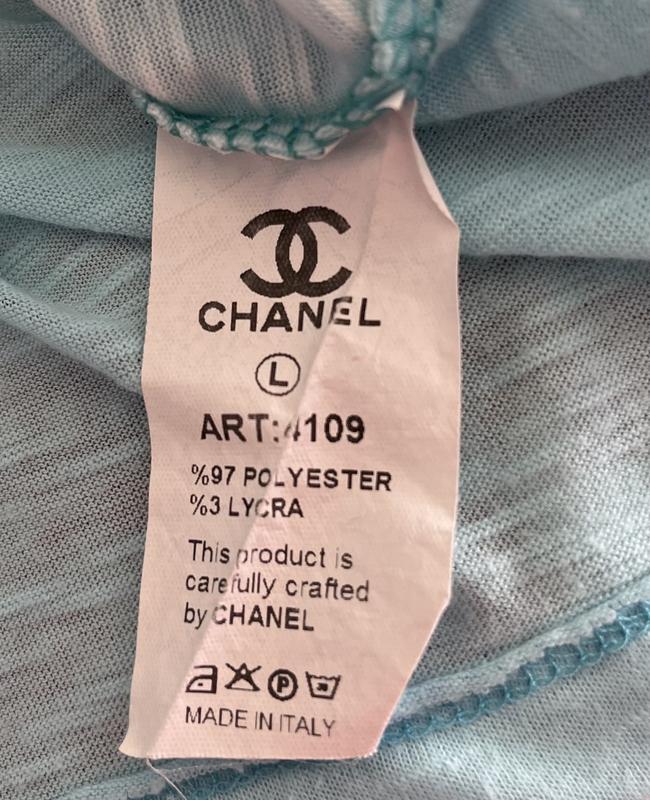 CHANEL
L
ART:4109
%97 POLYESTER
%3 LYCRA
This product is
carefully crafted
by CHANEL
P
MADE IN ITALY